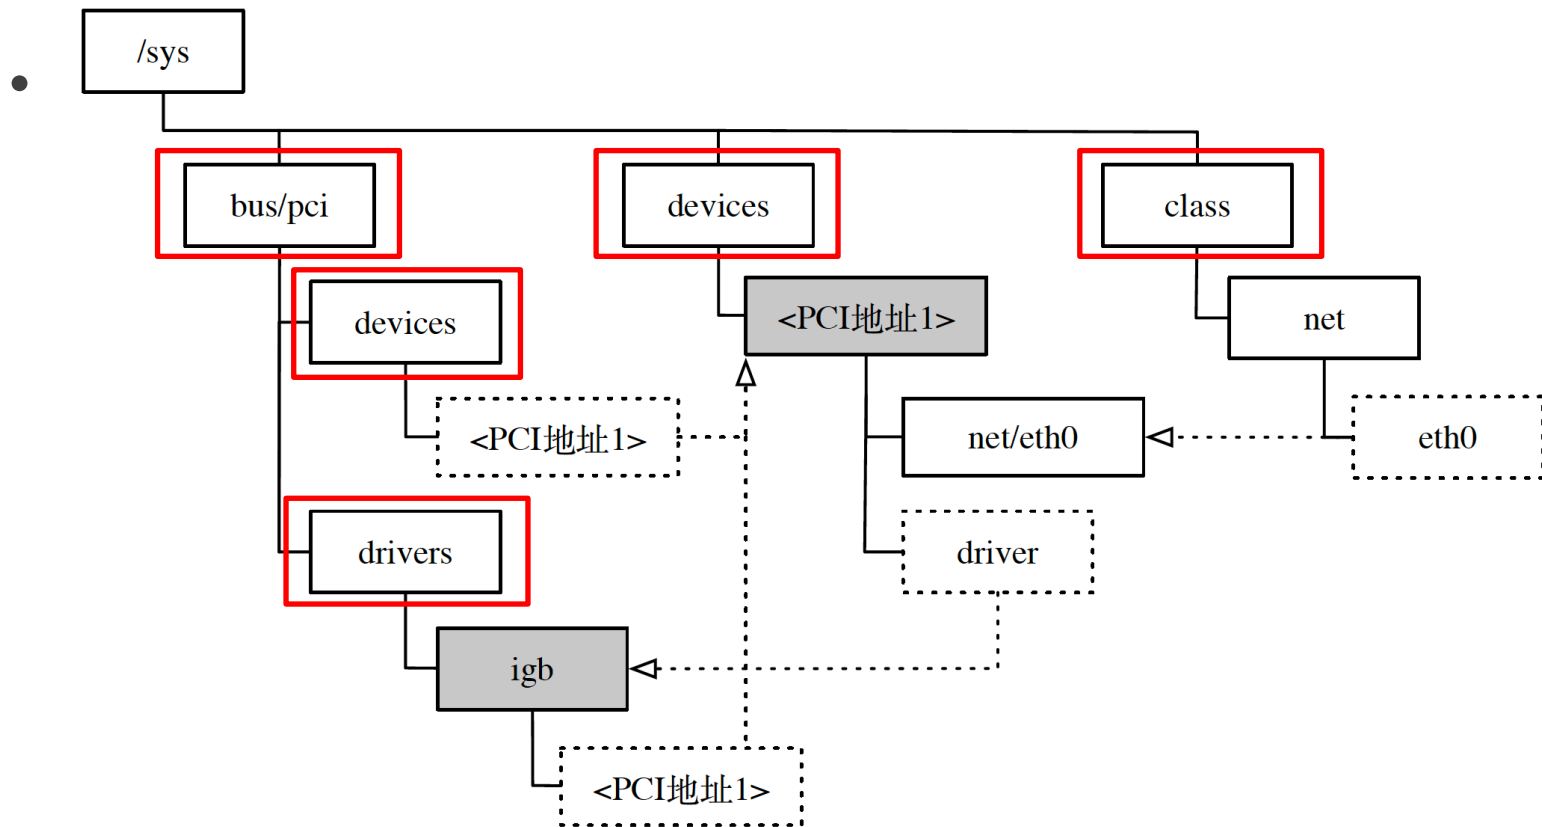 /sys
bus/pci
devices
class
devices
<PCI地址1>
net
<PCI地址1>
net/eth0
eth0
drivers
driver
igb
<PCI地址1>